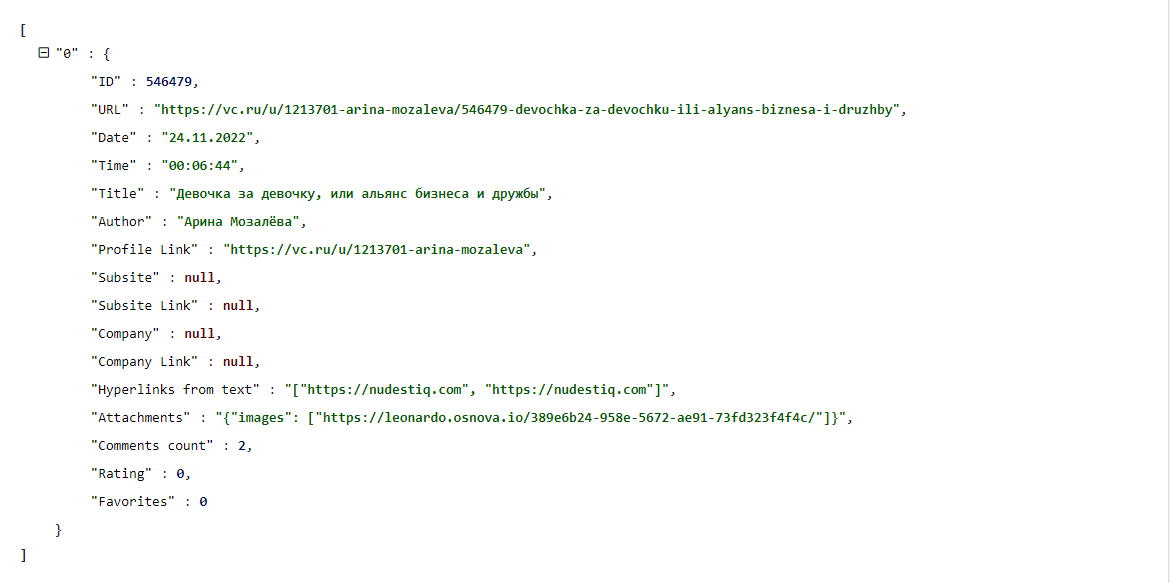 [
"0" : {
"ID" : 546479,
"URL" : "https://vc.ru/u/1213701-arina-mozaleva/546479-devochka-za-devochku-ili-alyans-biznesa-i-druzhby",
"Date" : "24.11.2022",
"Time" : "00:06:44",
"Title" : "Девочка за девочку, или альянс бизнеса и дружбы",
"Author" : "Арина Мозалёва",
"Profile Link" : "https://vc.ru/u/1213701-arina-mozaleva",
"Subsite" : null,
"Subsite Link" : null,
"Company" : null,
"Company Link" : null,
"Hyperlinks from text" : "["https://nudestiq.com", "https://nudestiq.com"]",
"Attachments" : "{"images": ["https://leonardo.osnova.io/389e6b24-958e-5672-ae91-73fd323f4f4c/"]}",
"Comments count" : 2,
"Rating" : 0,
"Favorites" : 0
}
]